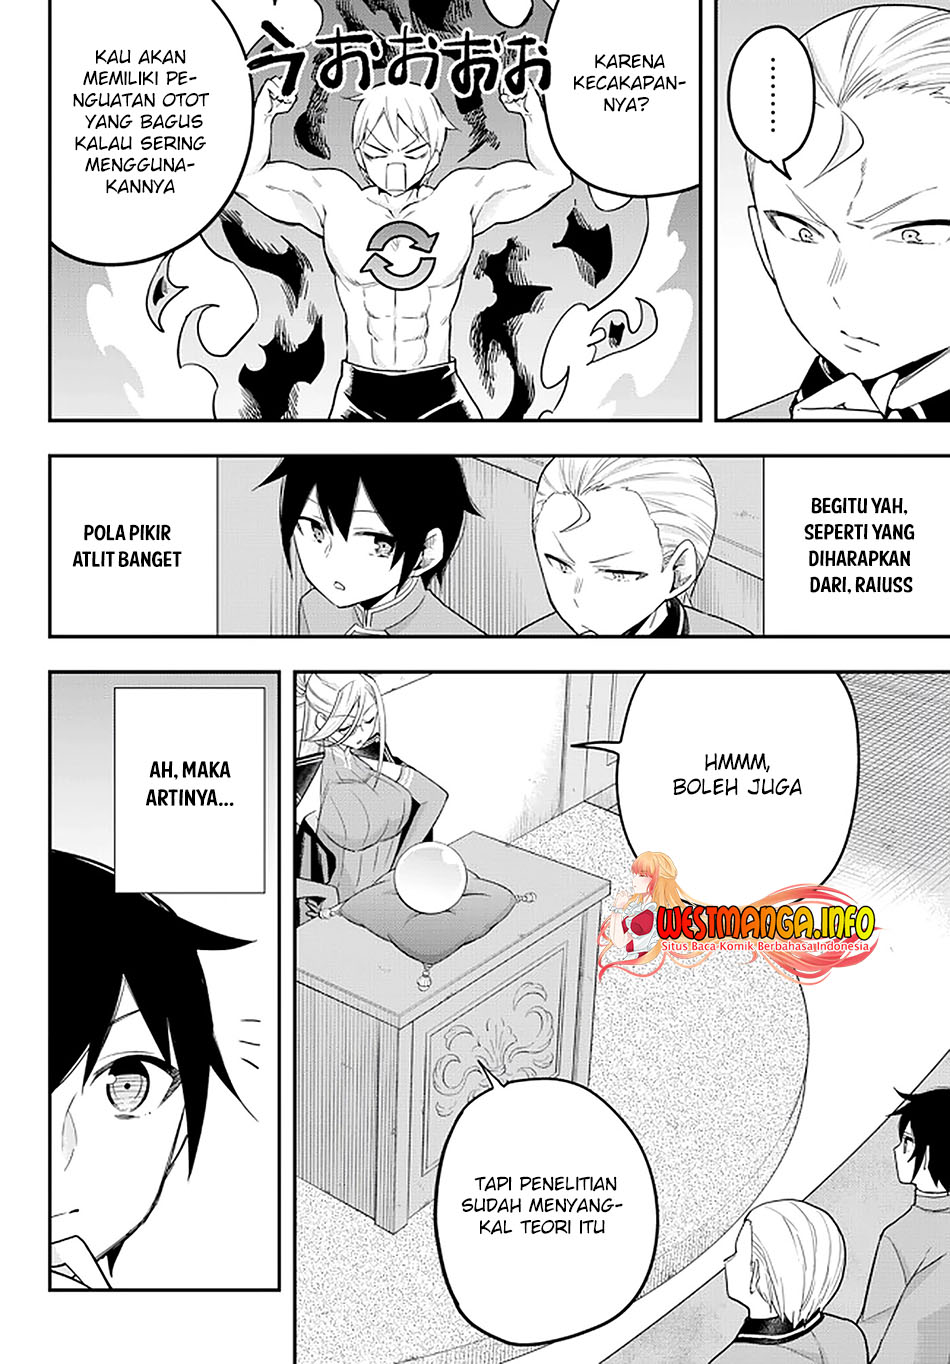 ………
KARENA
KECAKAPAN-
NYA?
うおおおお
KAU AKAN
MEMILIKI PE-
NGUATAN OTOT
YANG BAGUS
KALAU SERING
MENGGUNA-
KANNYA
BEGITU YAH,
SEPERTI YANG
DIHARAPKAN
DARI, RAIUSS
POLA PIKIR
ATLIT BANGET
HMMM,
BOLEH JUGA
WESTMANGA.INFO
Situs Baca Komik Berbahasa Indonesia
TAPI PENELITIAN
SUDAH MENYANG-
KAL TEORI ITU
AH, MAKA
ARTINYA...